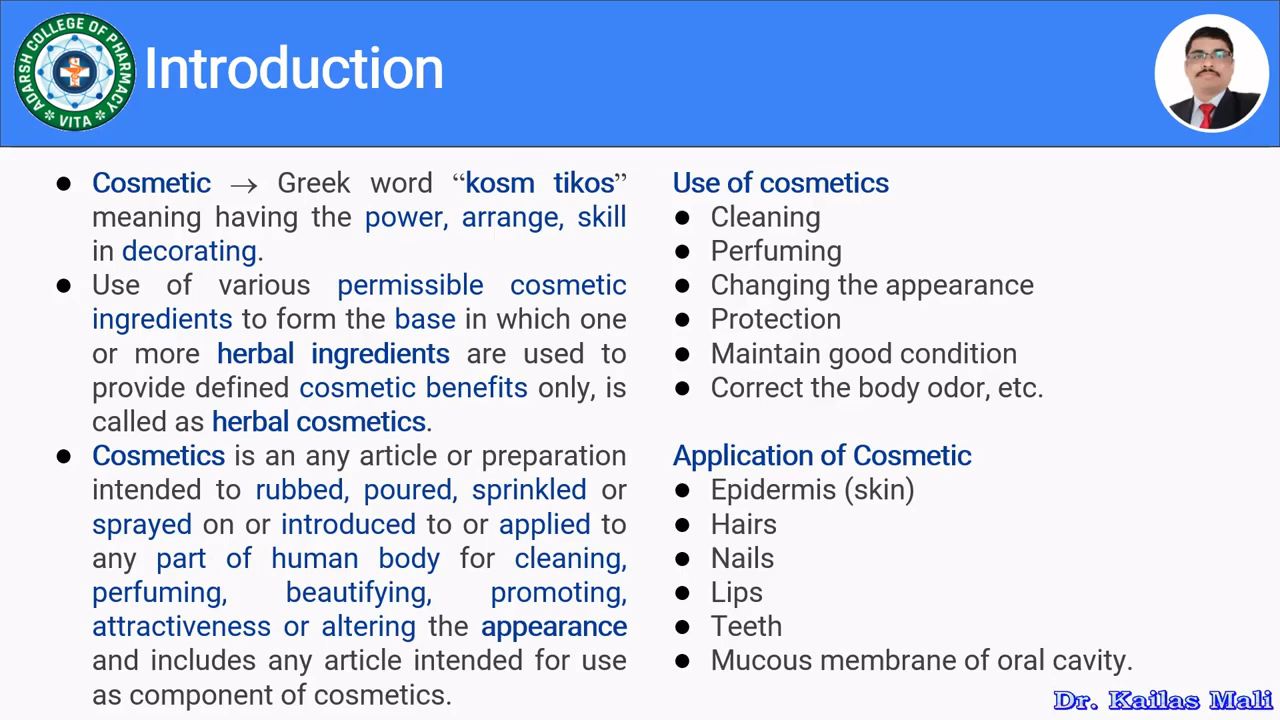 ADARSH COLLEGE OF PHARMACY
* VITA *
Introduction
● Cosmetic → Greek word “kosm tikos”
meaning having the power, arrange, skill
in decorating.
● Use of various permissible cosmetic
ingredients to form the base in which one
or more herbal ingredients are used to
provide defined cosmetic benefits only, is
called as herbal cosmetics.
● Cosmetics is an any article or preparation
intended to rubbed, poured, sprinkled or
sprayed on or introduced to or applied to
any part of human body for cleaning,
perfuming, beautifying, promoting,
attractiveness or altering the appearance
and includes any article intended for use
as component of cosmetics.
Use of cosmetics
● Cleaning
● Perfuming
● Changing the appearance
● Protection
● Maintain good condition
● Correct the body odor, etc.
Application of Cosmetic
● Epidermis (skin)
● Hairs
● Nails
● Lips
● Teeth
● Mucous membrane of oral cavity.
Dr. Kailas Mali